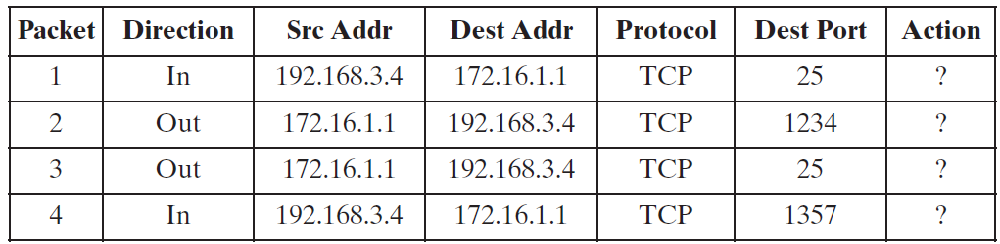 Packet Direction Src Addr Dest Addr Protocol Dest Port Action
1 In 192.168.3.4 172.16.1.1 TCP 25 ?
2 Out 172.16.1.1 192.168.3.4 TCP 1234 ?
3 Out 172.16.1.1 192.168.3.4 TCP 25 ?
4 In 192.168.3.4 172.16.1.1 TCP 1357 ?